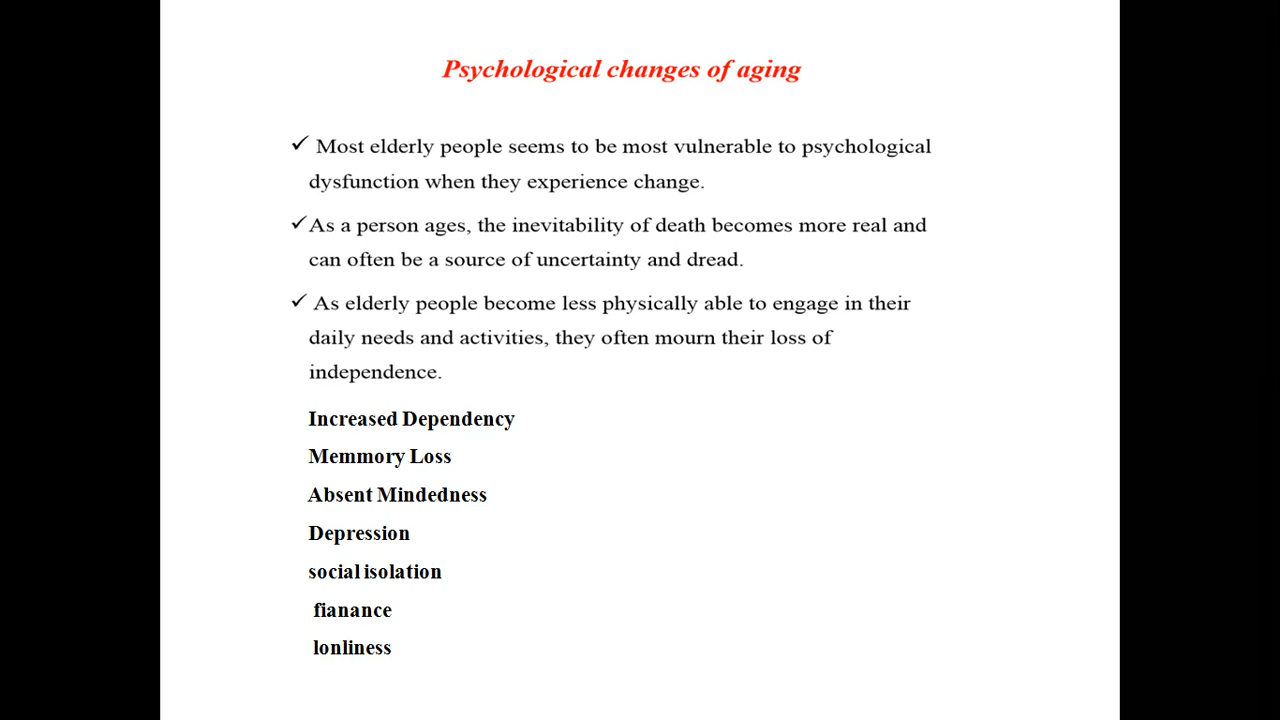 Psychological changes of aging
✓ Most elderly people seems to be most vulnerable to psychological
dysfunction when they experience change.
✓ As a person ages, the inevitability of death becomes more real and
can often be a source of uncertainty and dread.
✓ As elderly people become less physically able to engage in their
daily needs and activities, they often mourn their loss of
independence.
Increased Dependency
Memmory Loss
Absent Mindedness
Depression
social isolation
fianance
lonliness